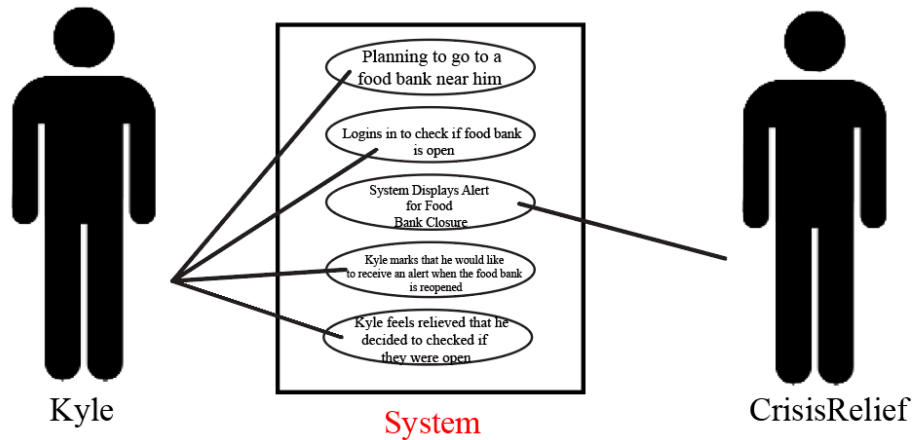 Planning to go to a
food bank near him
Logins in to check if food bank
is open
System Displays Alert
for Food
Bank Closure
Kyle marks that he would like
to receive an alert when the food bank
is reopened
Kyle feels relieved that he
decided to checked if
they were open
Kyle
System
CrisisRelief